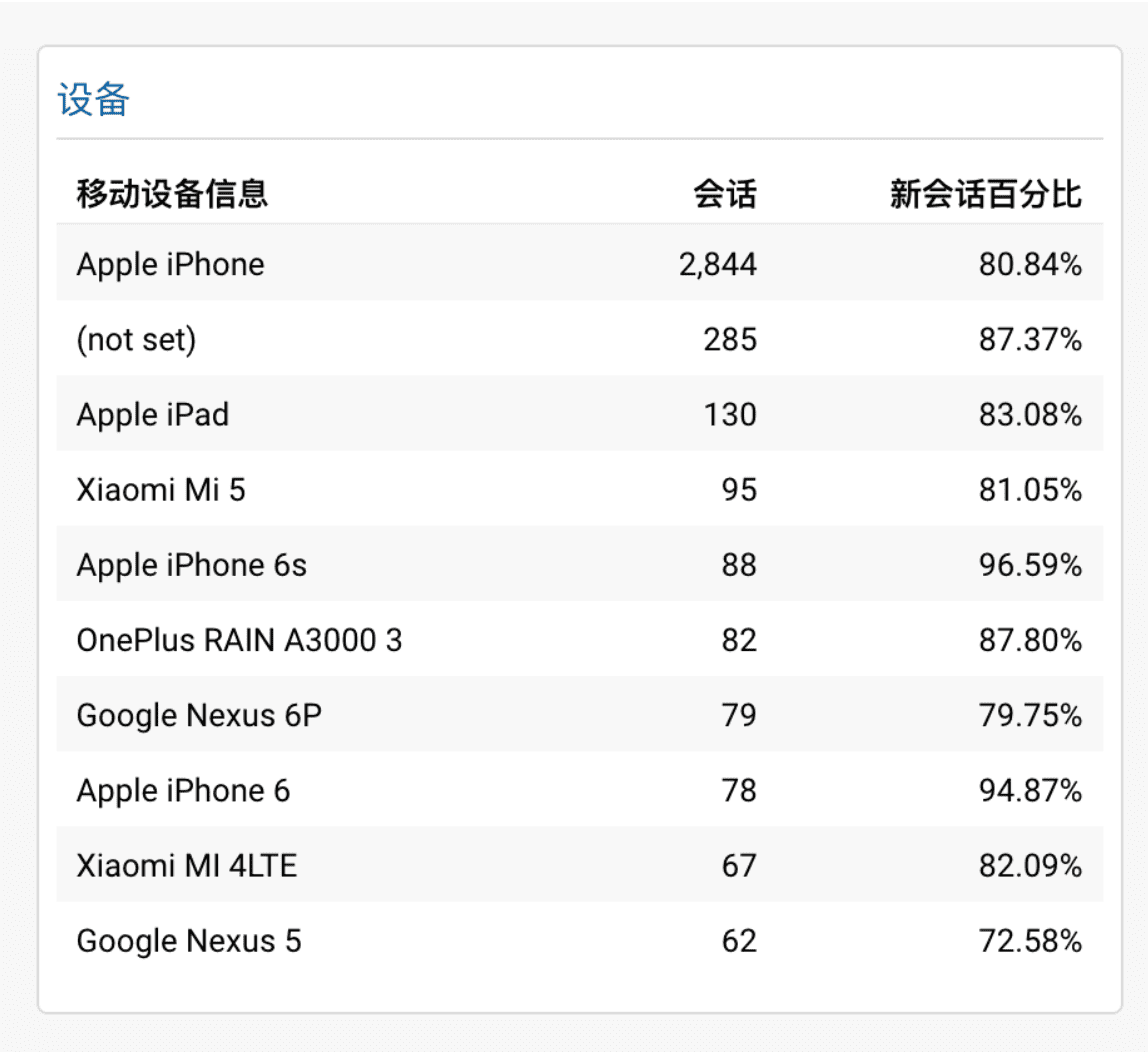 设备
移动设备信息 会话 新会话百分比
Apple iPhone 2,844 80.84%
(not set) 285 87.37%
Apple iPad 130 83.08%
Xiaomi Mi 5 95 81.05%
Apple iPhone 6s 88 96.59%
OnePlus RAIN A3000 3 82 87.80%
Google Nexus 6P 79 79.75%
Apple iPhone 6 78 94.87%
Xiaomi MI 4LTE 67 82.09%
Google Nexus 5 62 72.58%